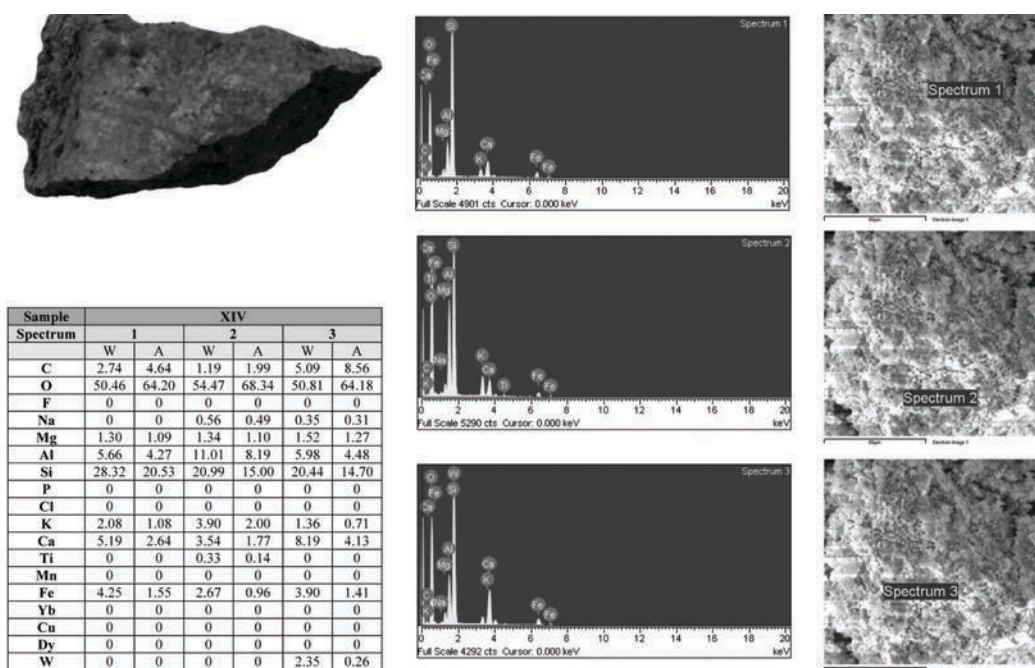 Sample XIV
Spectrum 1 2 3
W A W A W A
C 2.74 4.64 1.19 1.99 5.09 8.56
O 50.46 64.20 54.47 68.34 50.81 64.18
F 0 0 0 0 0 0
Na 0 0 0.56 0.49 0.35 0.31
Mg 1.30 1.09 1.34 1.10 1.52 1.27
Al 5.66 4.27 11.01 8.19 5.98 4.48
Si 28.32 20.53 20.99 15.00 20.44 14.70
P 0 0 0 0 0 0
Cl 0 0 0 0 0 0
K 2.08 1.08 3.90 2.00 1.36 0.71
Ca 5.19 2.64 3.54 1.77 8.19 4.13
Ti 0 0 0.33 0.14 0 0
Mn 0 0 0 0 0 0
Fe 4.25 1.55 2.67 0.96 3.90 1.41
Yb 0 0 0 0 0 0
Cu 0 0 0 0 0 0
Dy 0 0 0 0 0 0
W 0 0 0 0 2.35 0.26
Spectrum 1
Si
O
Fe
Ca
Al
Mg
C
K
Ca
Fe
Fe
0 2 4 6 8 10 12 14 16 18 20
Full Scale 4901 cts Cursor: 0.000 keV keV
Spectrum 2
Si
Ca
Fe
Ti
Al
O
Mg
Na
K
Ca
Ti
Fe
Fe
0 2 4 6 8 10 12 14 16 18 20
Full Scale 5290 cts Cursor: 0.000 keV keV
Spectrum 3
O
W
Fe
Si
Ca
Al
Mg
Na
Ca
K
Fe
Fe
0 2 4 6 8 10 12 14 16 18 20
Full Scale 4292 cts Cursor: 0.000 keV keV
Spectrum 1
Electron Image 1
Spectrum 2
Electron Image 1
Spectrum 3